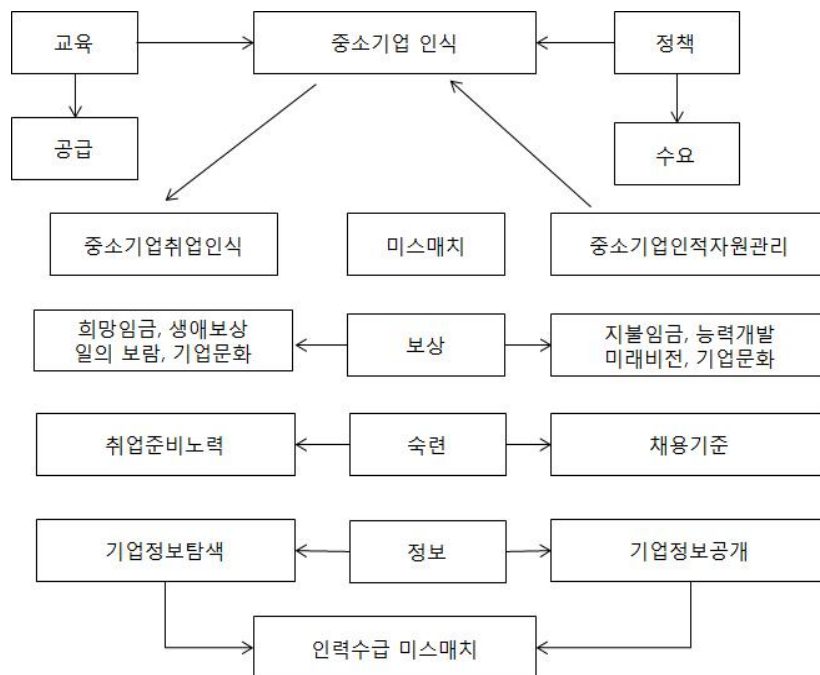 교육
중소기업 인식
정책
공급
수요
중소기업취업인식
미스매치
중소기업인적자원관리
희망임금, 생애보상
일의 보람, 기업문화
보상
지불임금, 능력개발
미래비전, 기업문화
취업준비노력
숙련
채용기준
기업정보탐색
정보
기업정보공개
인력수급 미스매치